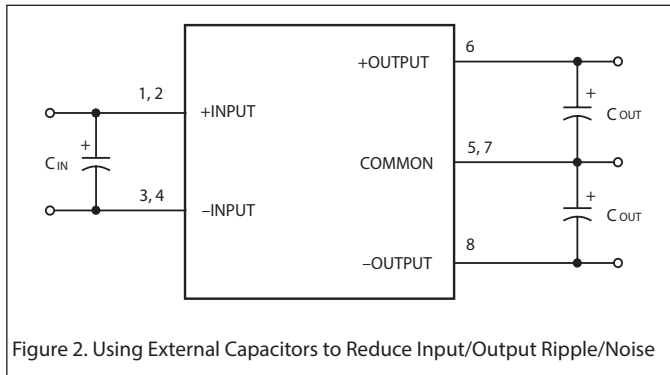 6
+OUTPUT
1, 2
+INPUT
+
C OUT
+
C IN
5, 7
COMMON
3, 4
–INPUT
+
C OUT
8
–OUTPUT
Figure 2. Using External Capacitors to Reduce Input/Output Ripple/Noise